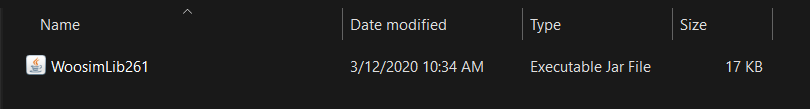 Name Date modified Type Size
WoosimLib261 3/12/2020 10:34 AM Executable Jar File 17 KB